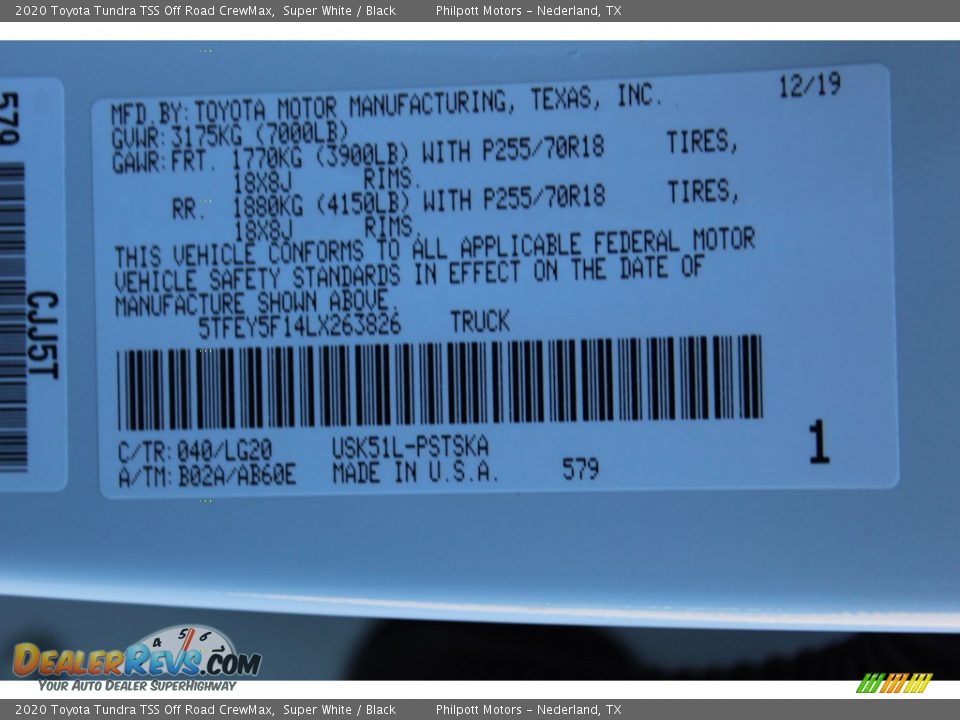 2020 Toyota Tundra TSS Off Road CrewMax, Super White / Black Philpott Motors - Nederland, TX
579
CJJ5T
12/19
MFD. BY: TOYOTA MOTOR MANUFACTURING, TEXAS, INC.
GVWR: 3175KG (7000LB)
GAWR: FRT. 1770KG (3900LB) WITH P255/70R18 TIRES,
18X8J RIMS.
RR. 1880KG (4150LB) WITH P255/70R18 TIRES,
18X8J RIMS.
THIS VEHICLE CONFORMS TO ALL APPLICABLE FEDERAL MOTOR
VEHICLE SAFETY STANDARDS IN EFFECT ON THE DATE OF
MANUFACTURE SHOWN ABOVE.
5TFEY5F14LX263826 TRUCK
C/TR: 040/LG20 USK51L-PSTSKA
A/TM: B02A/AB60E MADE IN U.S.A. 579
1
4 5 6
DEALERREVS.COM
YOUR AUTO DEALER SUPERHIGHWAY
2020 Toyota Tundra TSS Off Road CrewMax, Super White / Black Philpott Motors - Nederland, TX